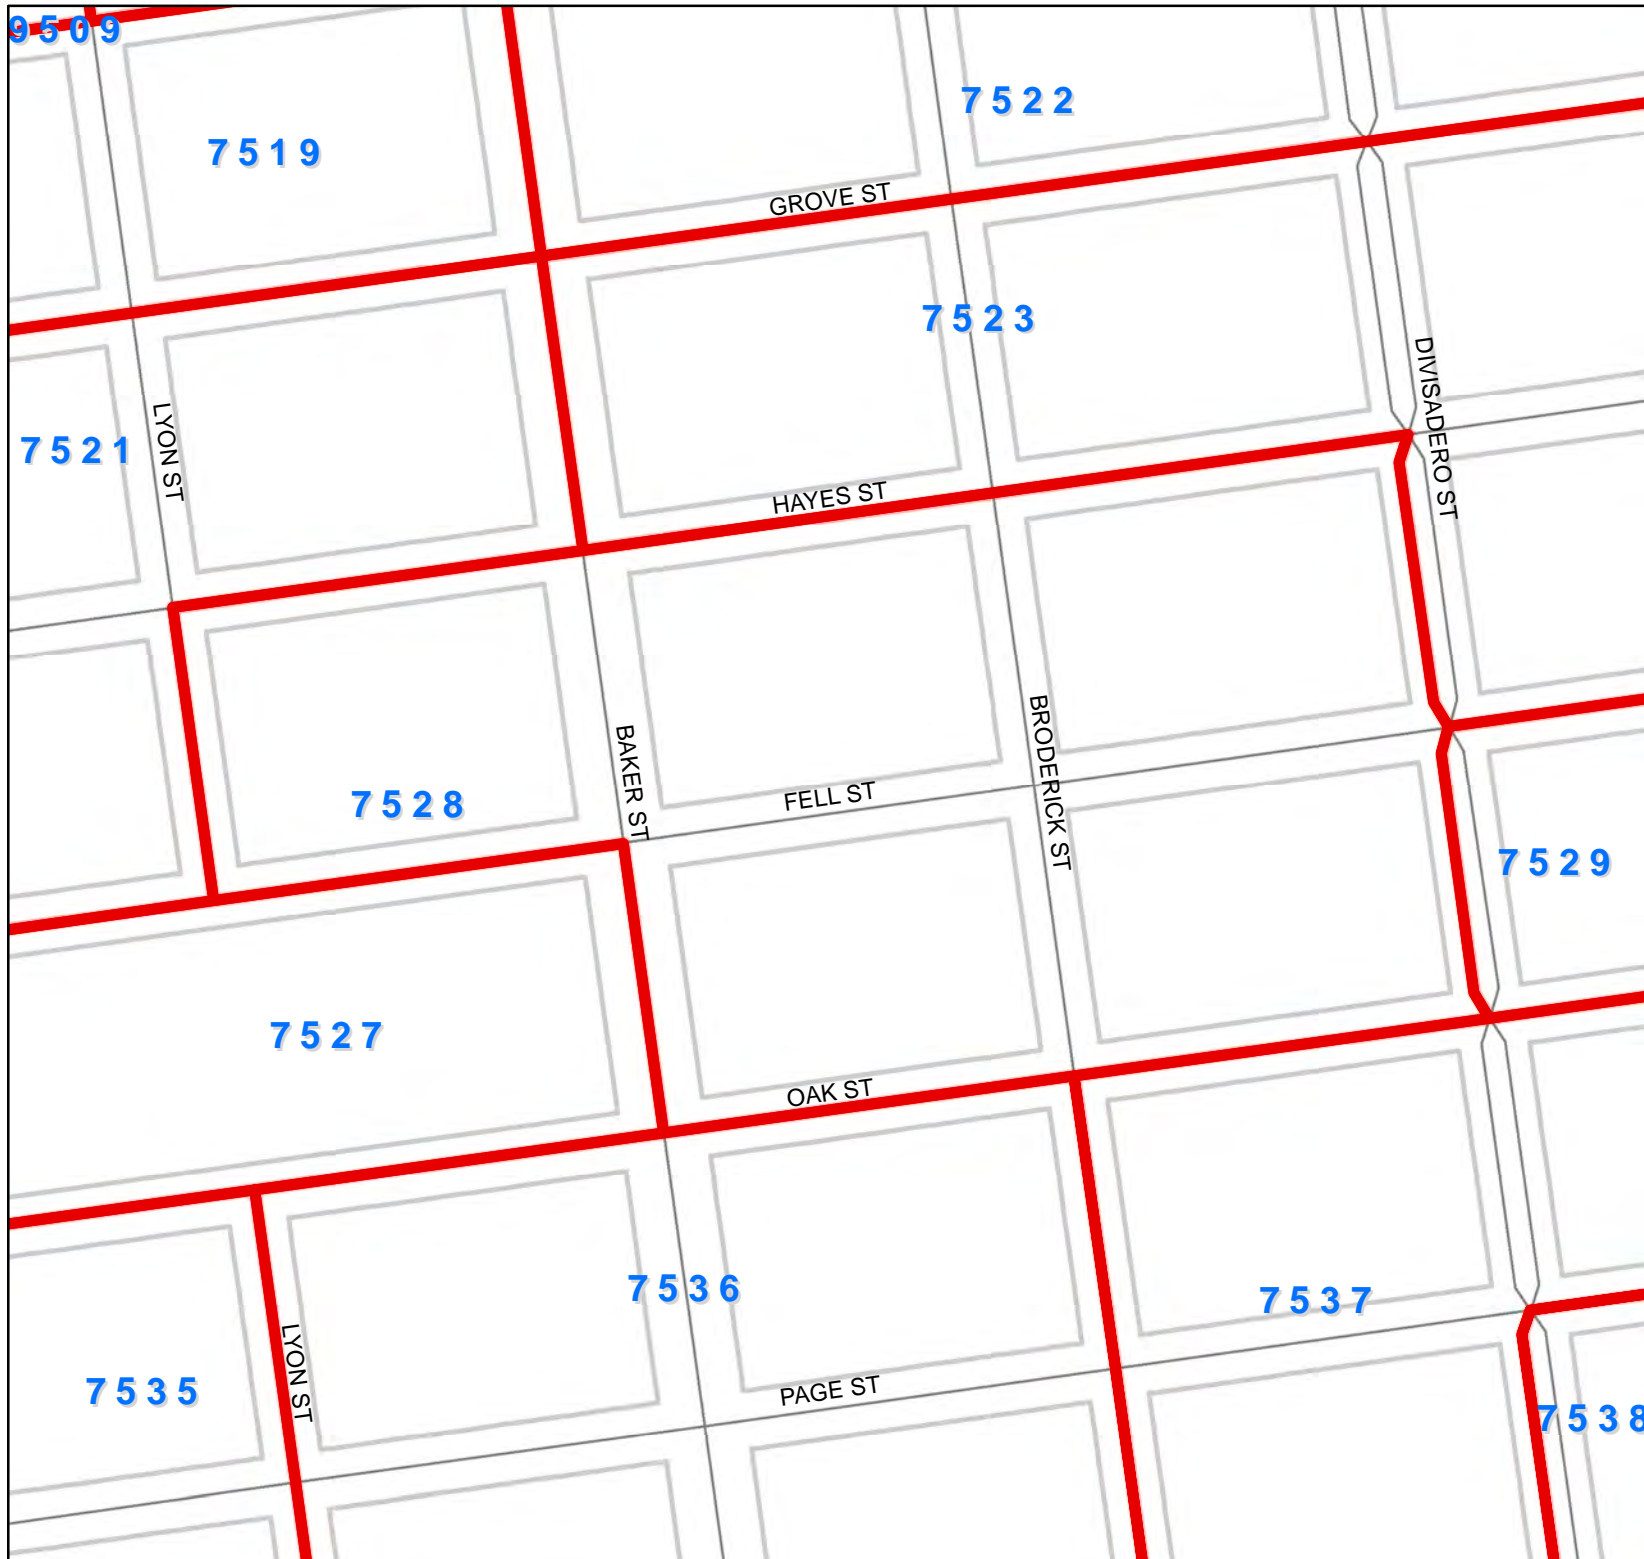 9509
7522
7519
GROVE ST
7523
DIVISADERO ST
LYON ST
7521
HAYES ST
BRODERICK ST
BAKER ST
FELL ST
7528
7529
7527
OAK ST
7536
7537
LYON ST
7535
PAGE ST
7538